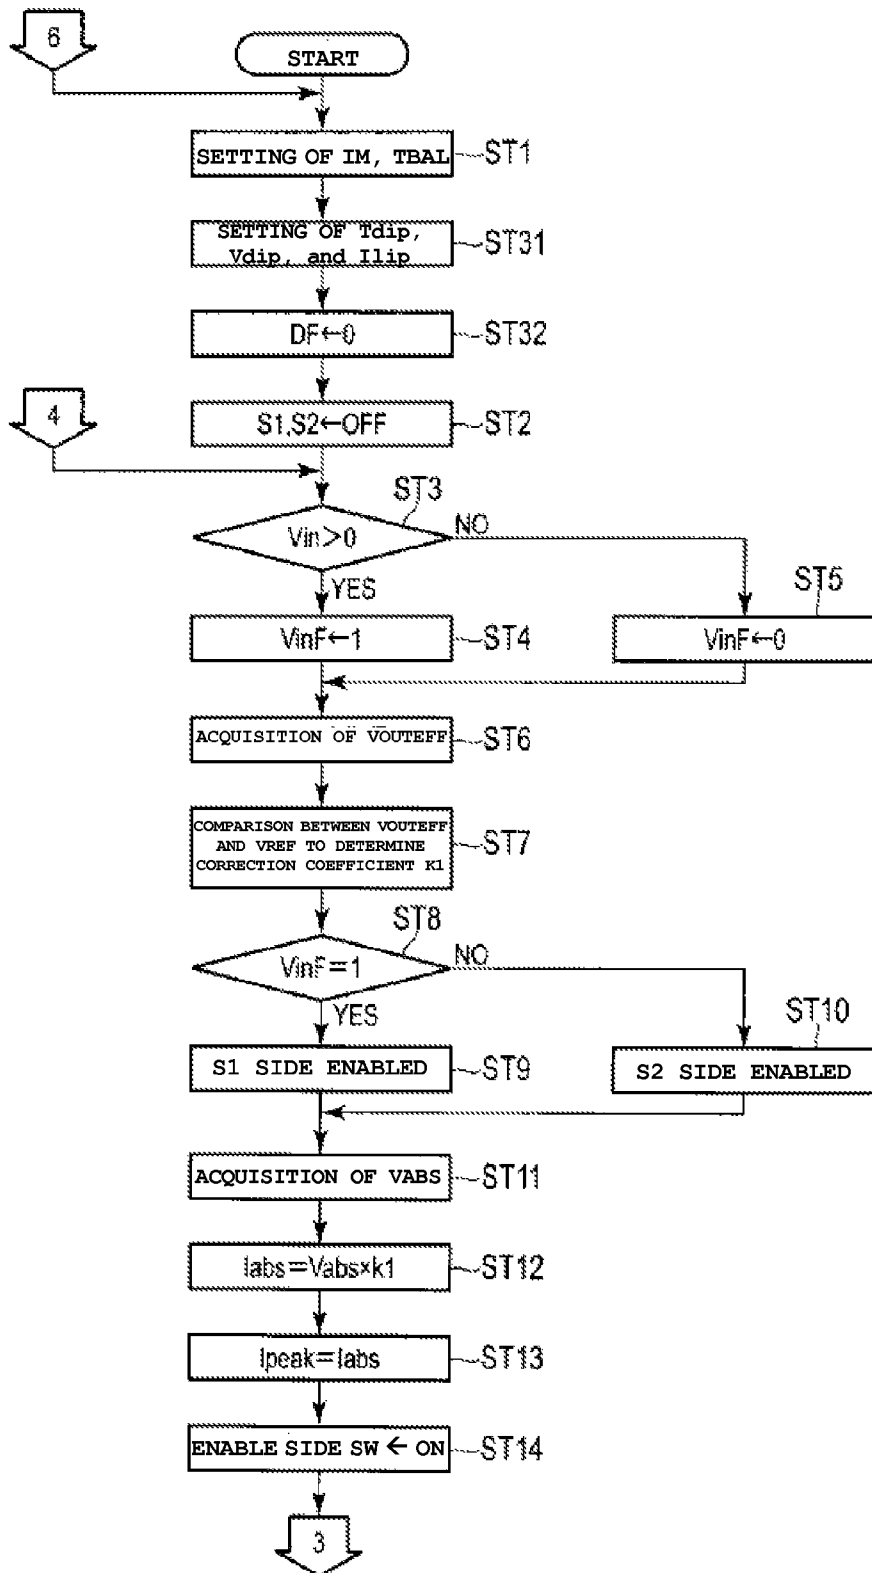 6
START
SETTING OF IM, TBAL
ST1
SETTING OF Tdip,
Vdip, and Ilip
ST31
DF←0
ST32
4
S1,S2←OFF
ST2
ST3
Vin>0
NO
YES
ST5
VinF←1
ST4
VinF←0
ACQUISITION OF VOUTEFF
ST6
COMPARISON BETWEEN VOUTEFF
AND VREF TO DETERMINE
CORRECTION COEFFICIENT K1
ST7
ST8
VinF=1
NO
YES
ST10
S1 SIDE ENABLED
ST9
S2 SIDE ENABLED
ACQUISITION OF VABS
ST11
Iabs=Vabs×k1
ST12
Ipeak=Iabs
ST13
ENABLE SIDE SW ← ON
ST14
3